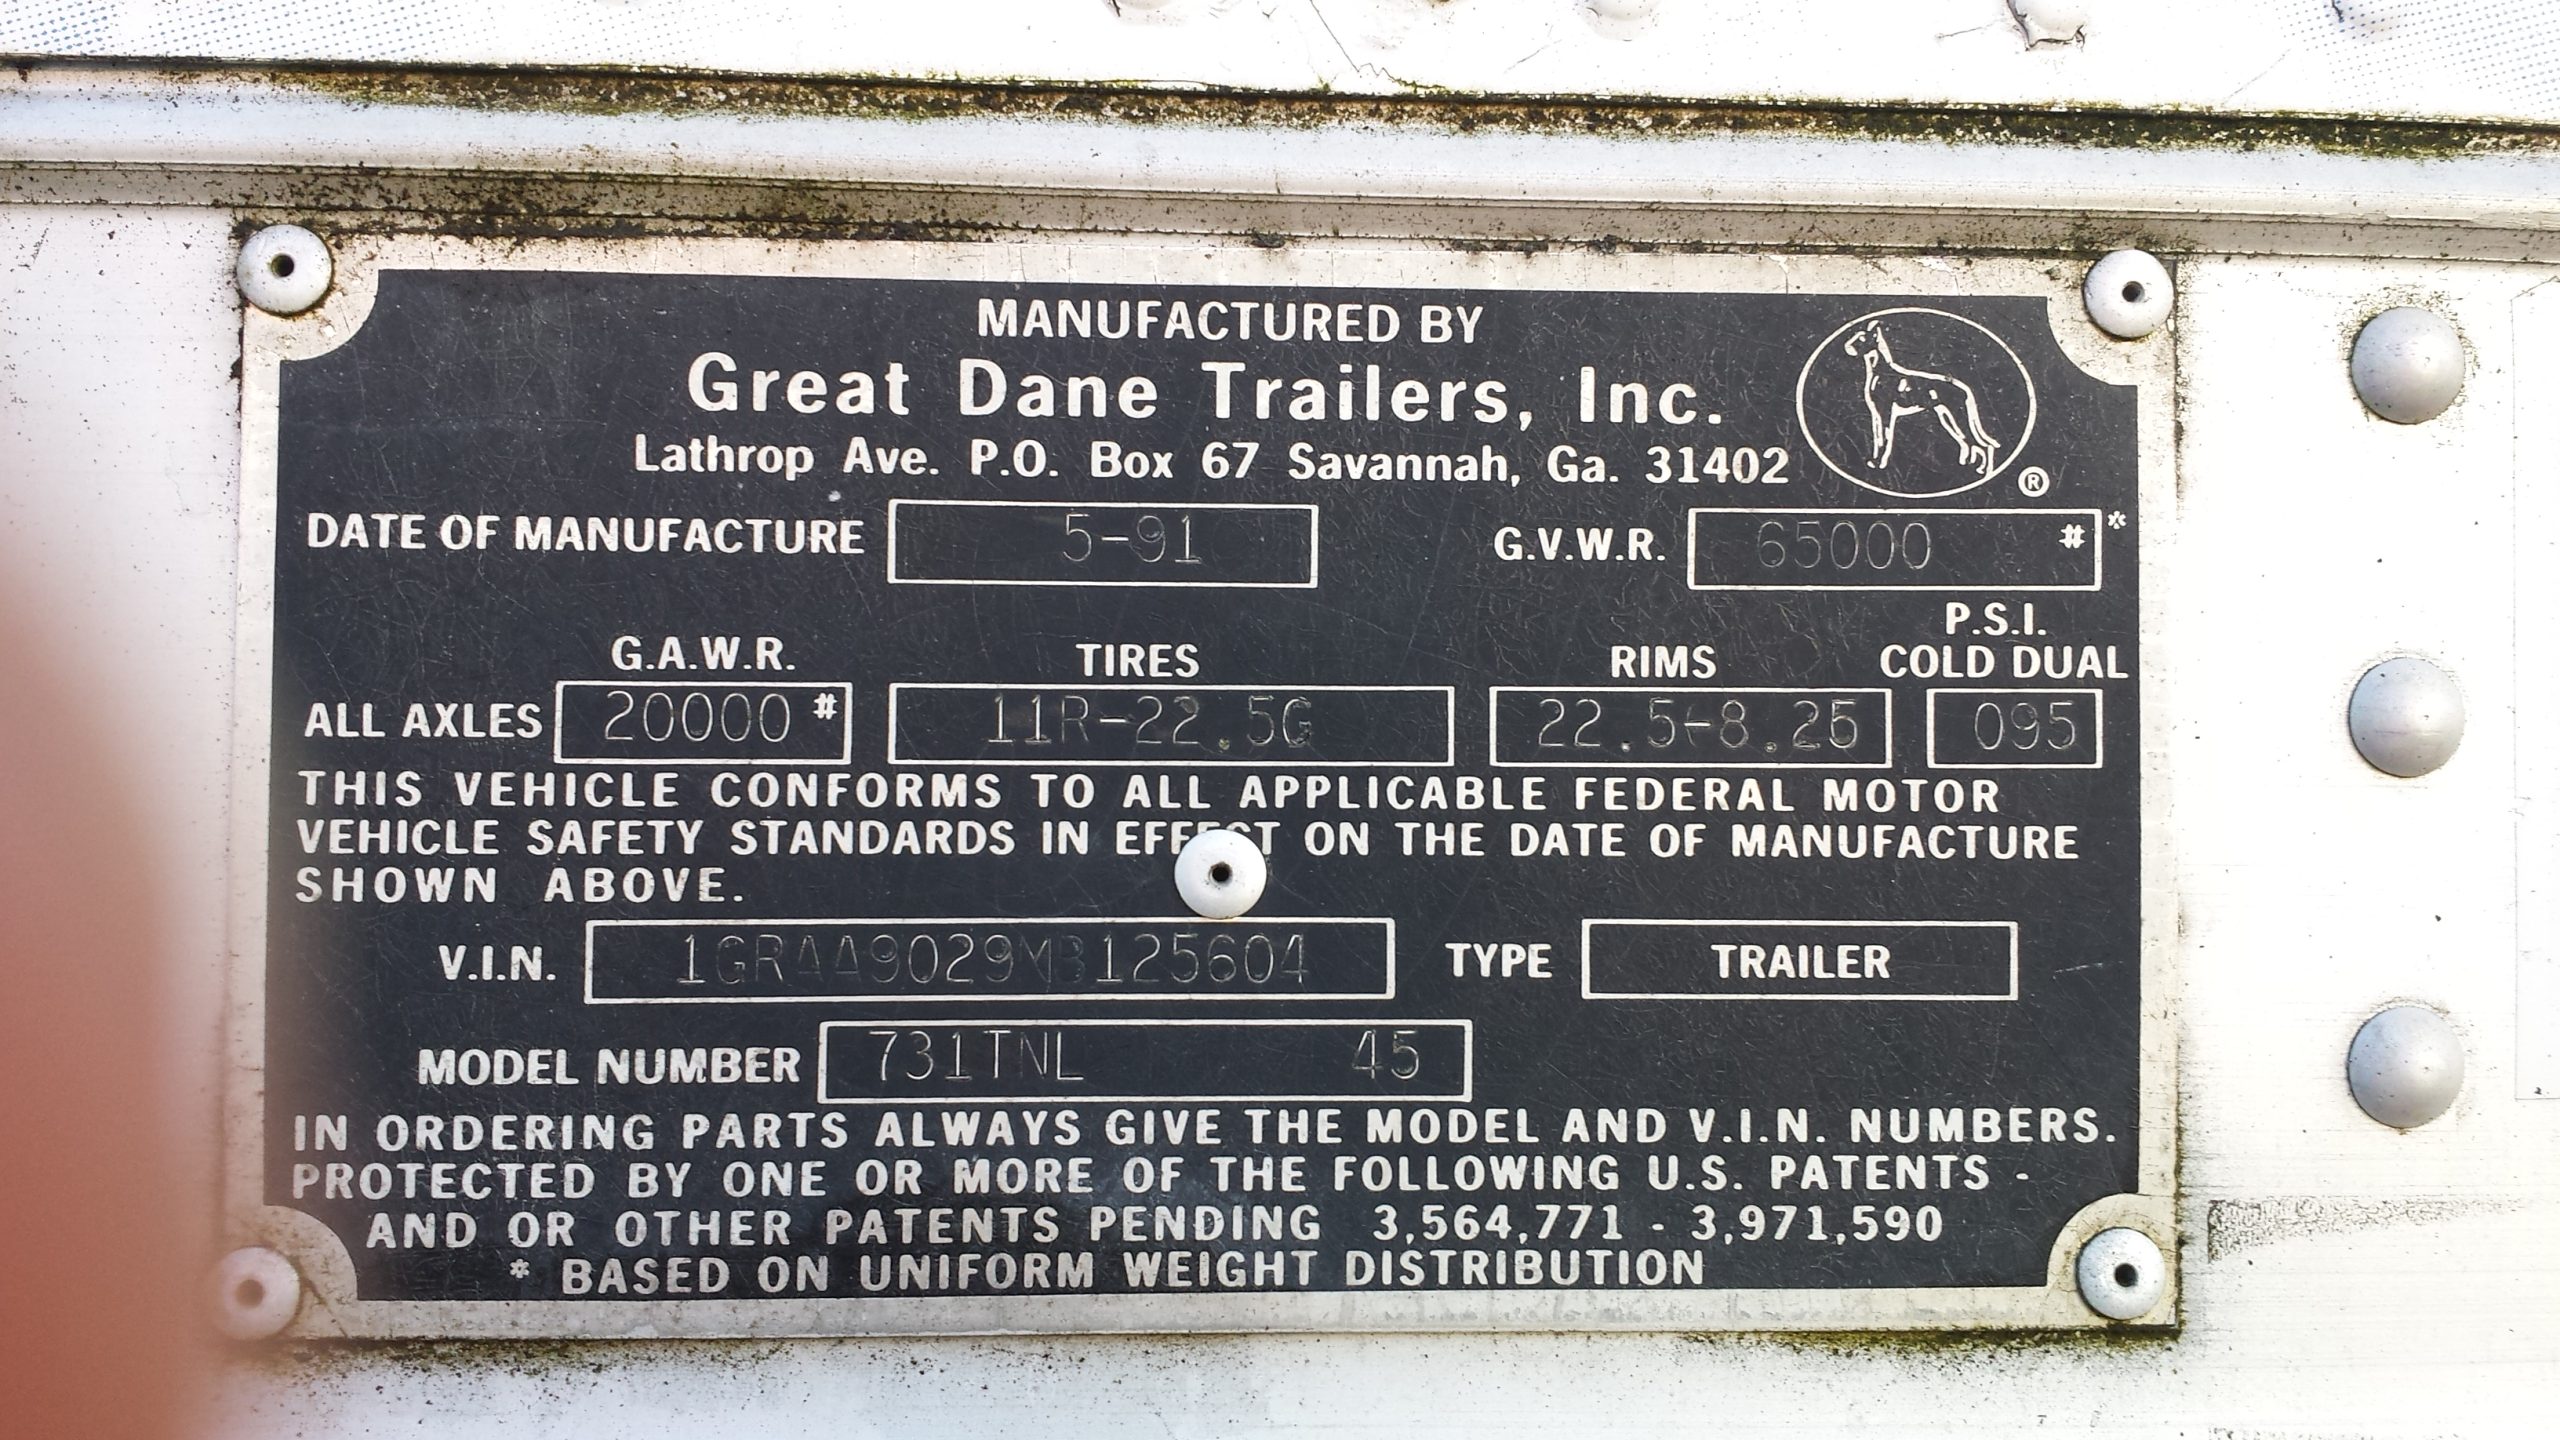 MANUFACTURED BY
Great Dane Trailers, Inc.
Lathrop Ave. P.O. Box 67 Savannah, Ga. 31402
®
DATE OF MANUFACTURE 5-91 G.V.W.R. 65000 #*
P.S.I.
G.A.W.R. TIRES RIMS COLD DUAL
ALL AXLES 20000 # 11R-22.5G 22.5-8.25 095
THIS VEHICLE CONFORMS TO ALL APPLICABLE FEDERAL MOTOR
VEHICLE SAFETY STANDARDS IN EFFECT ON THE DATE OF MANUFACTURE
SHOWN ABOVE.
V.I.N. 1GRAA9029MB125604 TYPE TRAILER
MODEL NUMBER 731TNL 45
IN ORDERING PARTS ALWAYS GIVE THE MODEL AND V.I.N. NUMBERS.
PROTECTED BY ONE OR MORE OF THE FOLLOWING U.S. PATENTS -
AND OR OTHER PATENTS PENDING 3,564,771 - 3,971,590
* BASED ON UNIFORM WEIGHT DISTRIBUTION